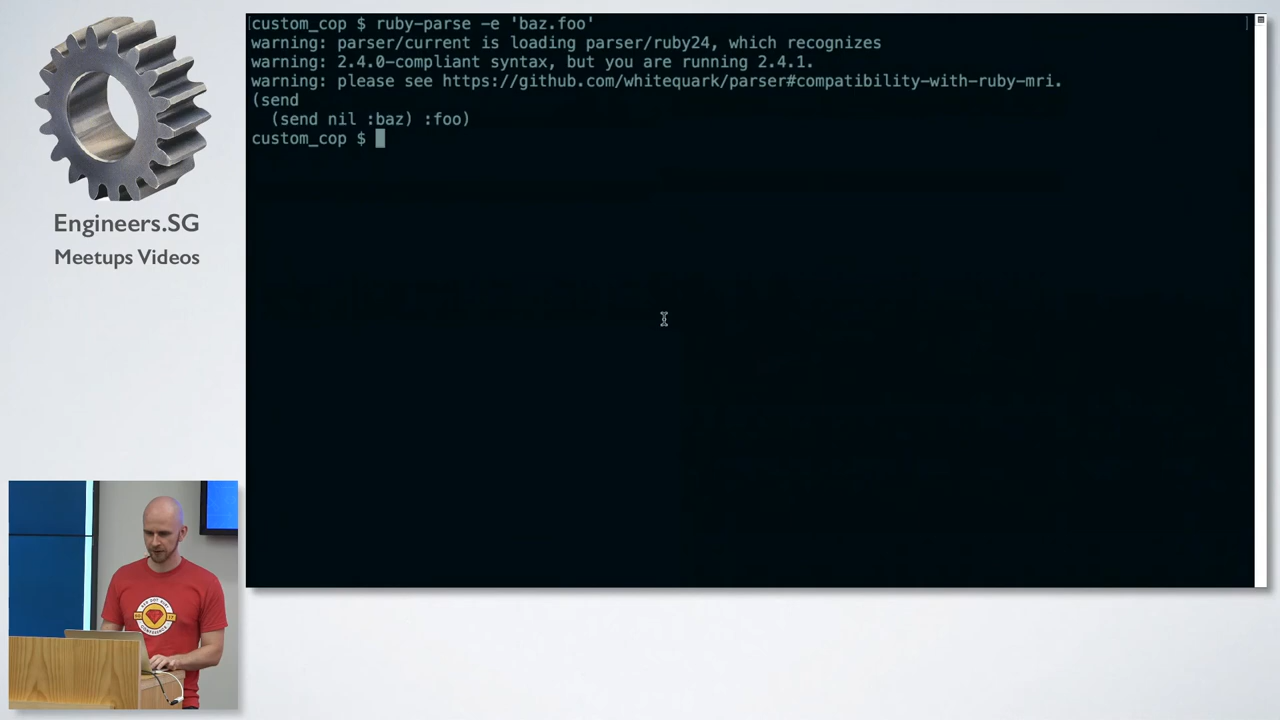 Engineers.SG
Meetups Videos
custom_cop $ ruby-parse -e 'baz.foo'
warning: parser/current is loading parser/ruby24, which recognizes
warning: 2.4.0-compliant syntax, but you are running 2.4.1.
warning: please see https://github.com/whitequark/parser#compatibility-with-ruby-mri.
(send
  (send nil :baz) :foo)
custom_cop $